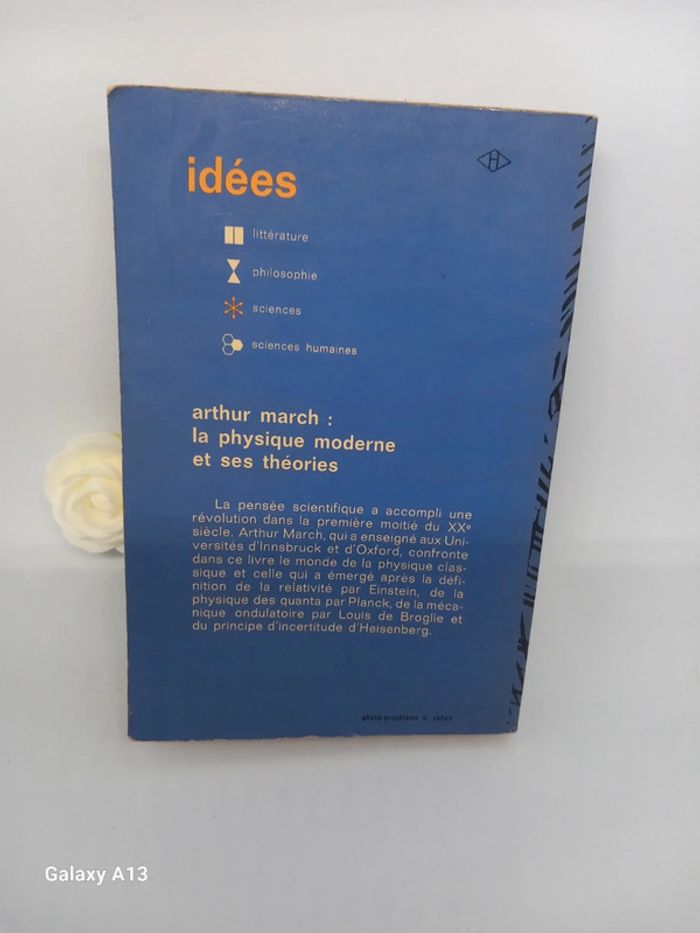 idées
littérature
philosophie
sciences
sciences humaines
arthur march :
la physique moderne
et ses théories
La pensée scientifique a accompli une
révolution dans la première moitié du XXe
siècle. Arthur March, qui a enseigné aux Uni-
versités d'Innsbruck et d'Oxford, confronte
dans ce livre le monde de la physique clas-
sique et celle qui a émergé après la défi-
nition de la relativité par Einstein, de la
physique des quanta par Planck, de la méca-
nique ondulatoire par Louis de Broglie et
du principe d'incertitude d'Heisenberg.
photo-graphisme h. cohen
Galaxy A13